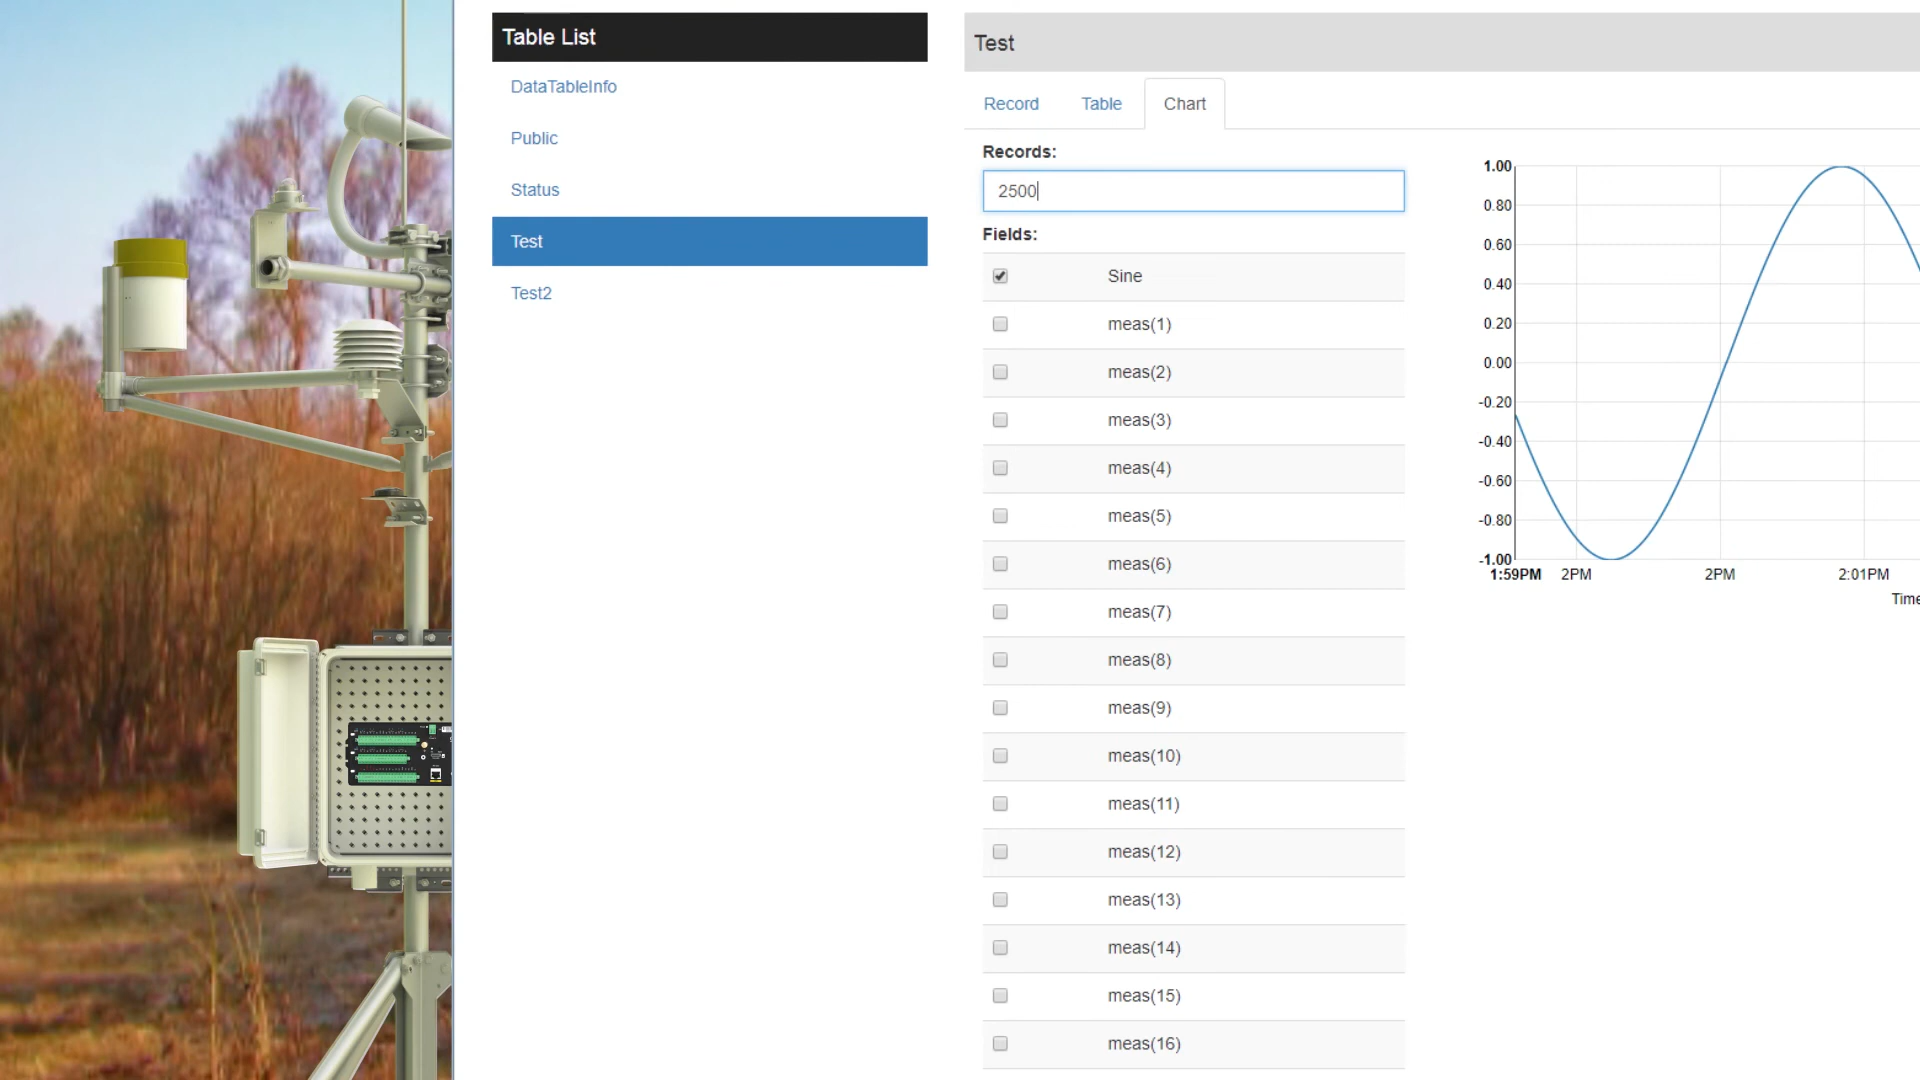 Table List
DataTableInfo
Public
Status
Test
Test2
Test
Record Table Chart
Records:
2500
Fields:
Sine
meas(1)
meas(2)
meas(3)
meas(4)
meas(5)
meas(6)
meas(7)
meas(8)
meas(9)
meas(10)
meas(11)
meas(12)
meas(13)
meas(14)
meas(15)
meas(16)
1.00
0.80
0.60
0.40
0.20
0.00
-0.20
-0.40
-0.60
-0.80
-1.00
1:59PM 2PM 2PM 2:01PM
Time